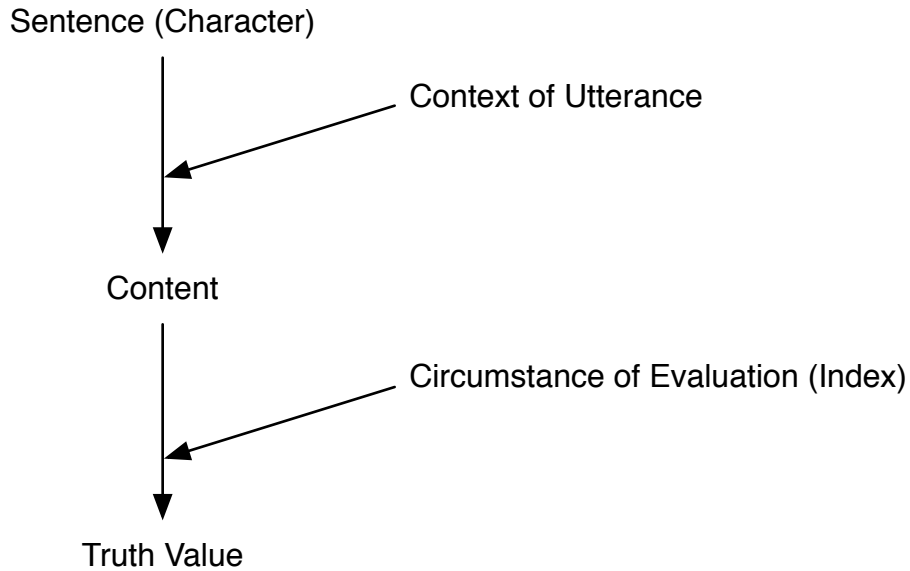 Sentence (Character)
Context of Utterance
Content
Circumstance of Evaluation (Index)
Truth Value